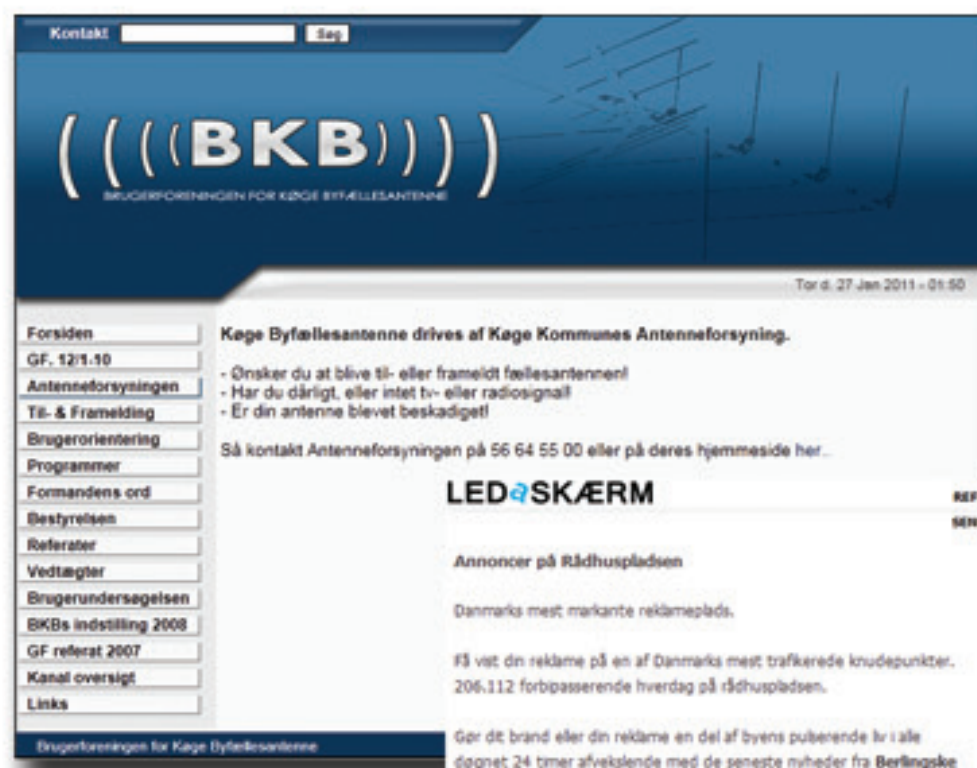 Kontakt
Søg
((((BKB))))
BRUGERFORENINGEN FOR KØGE BYFÆLLESANTENNE
Tor d. 27 Jan 2011 - 01:50
Forsiden
GF. 12/1-10
Antenneforsyningen
Til- & Framelding
Brugerorientering
Programmer
Formandens ord
Bestyrelsen
Referater
Vedtægter
Brugerundersøgelsen
BKBs indstilling 2008
GF referat 2007
Kanal oversigt
Links
Køge Byfællesantenne drives af Køge Kommunes Antenneforsyning.
- Ønsker du at blive til- eller frameldt fællesantennen!
- Har du dårligt, eller intet tv- eller radiosignal!
- Er din antenne blevet beskadiget!
Så kontakt Antenneforsyningen på 56 64 55 00 eller på deres hjemmeside her..
Brugerforeningen for Køge Byfællesantenne
LEDaSKÆRM
REF
SEN
Annoncer på Rådhuspladsen
Danmarks mest markante reklameplads.
Få vist din reklame på en af Danmarks mest trafikerede knudepunkter.
206.112 forbipasserende hverdag på rådhuspladsen.
Gør dit brand eller din reklame en del af byens pulserende liv i alle
døgnet 24 timer afvekslende med de seneste nyheder fra Berlingske